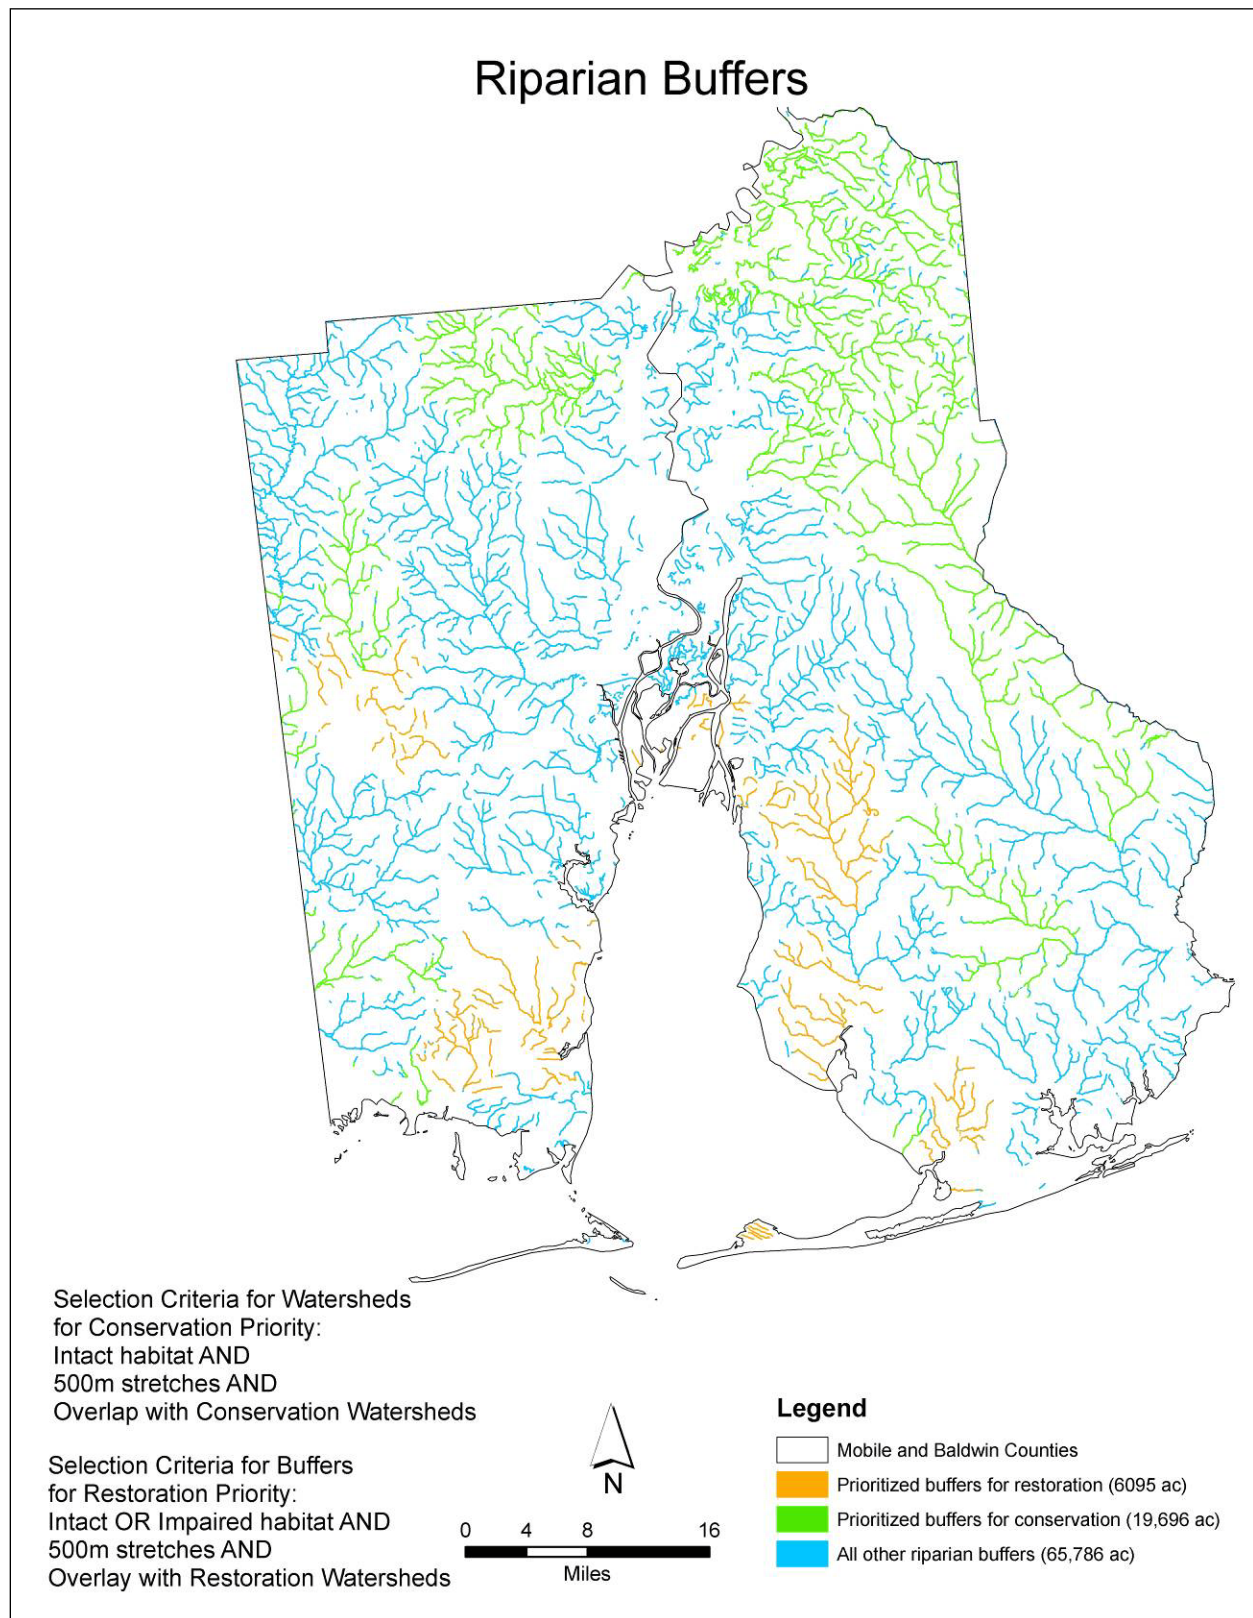 Riparian Buffers
Selection Criteria for Watersheds
for Conservation Priority:
Intact habitat AND
500m stretches AND
Overlap with Conservation Watersheds
Selection Criteria for Buffers
for Restoration Priority:
Intact OR Impaired habitat AND
500m stretches AND
Overlay with Restoration Watersheds
N
0 4 8 16
Miles
Legend
Mobile and Baldwin Counties
Prioritized buffers for restoration (6095 ac)
Prioritized buffers for conservation (19,696 ac)
All other riparian buffers (65,786 ac)